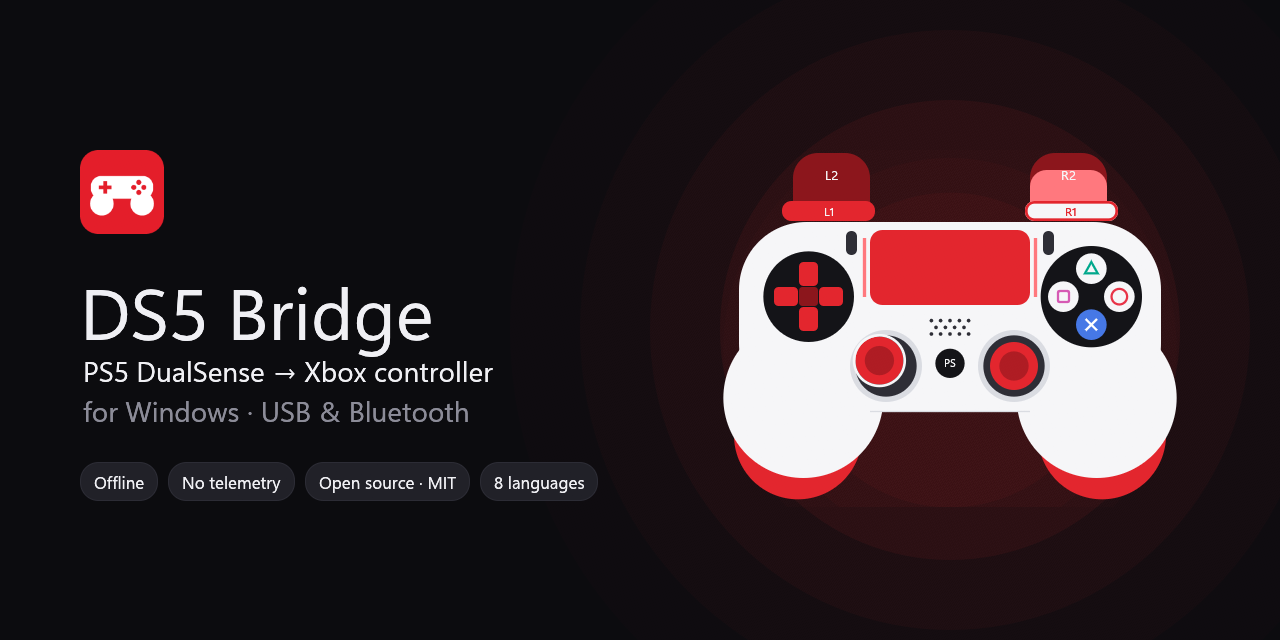 DS5 Bridge
PS5 DualSense → Xbox controller
for Windows · USB & Bluetooth
Offline
No telemetry
Open source · MIT
8 languages
L2
R2
L1
R1
PS